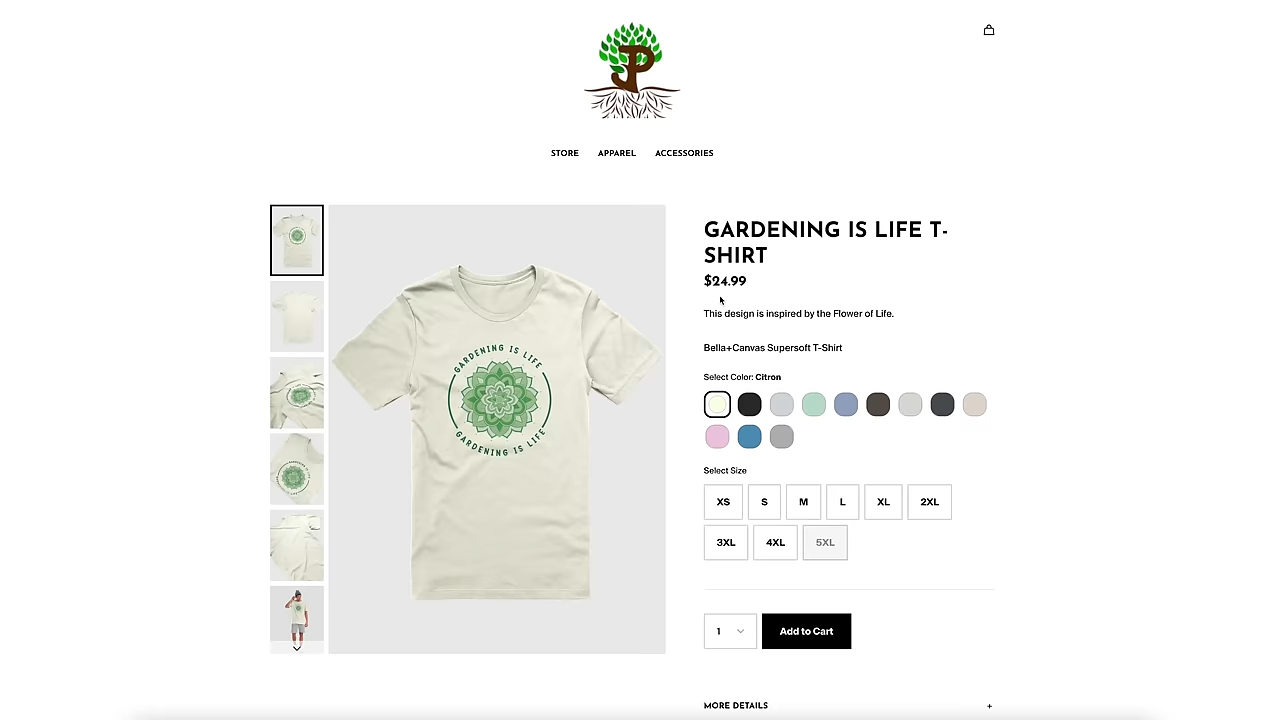 JP
STORE APPAREL ACCESSORIES
GARDENING IS LIFE T-
SHIRT
$24.99
This design is inspired by the Flower of Life.
Bella+Canvas Supersoft T-Shirt
Select Color: Citron
Select Size
XS S M L XL 2XL
3XL 4XL 5XL
1 Add to Cart
MORE DETAILS +
GARDENING IS LIFE
GARDENING IS LIFE